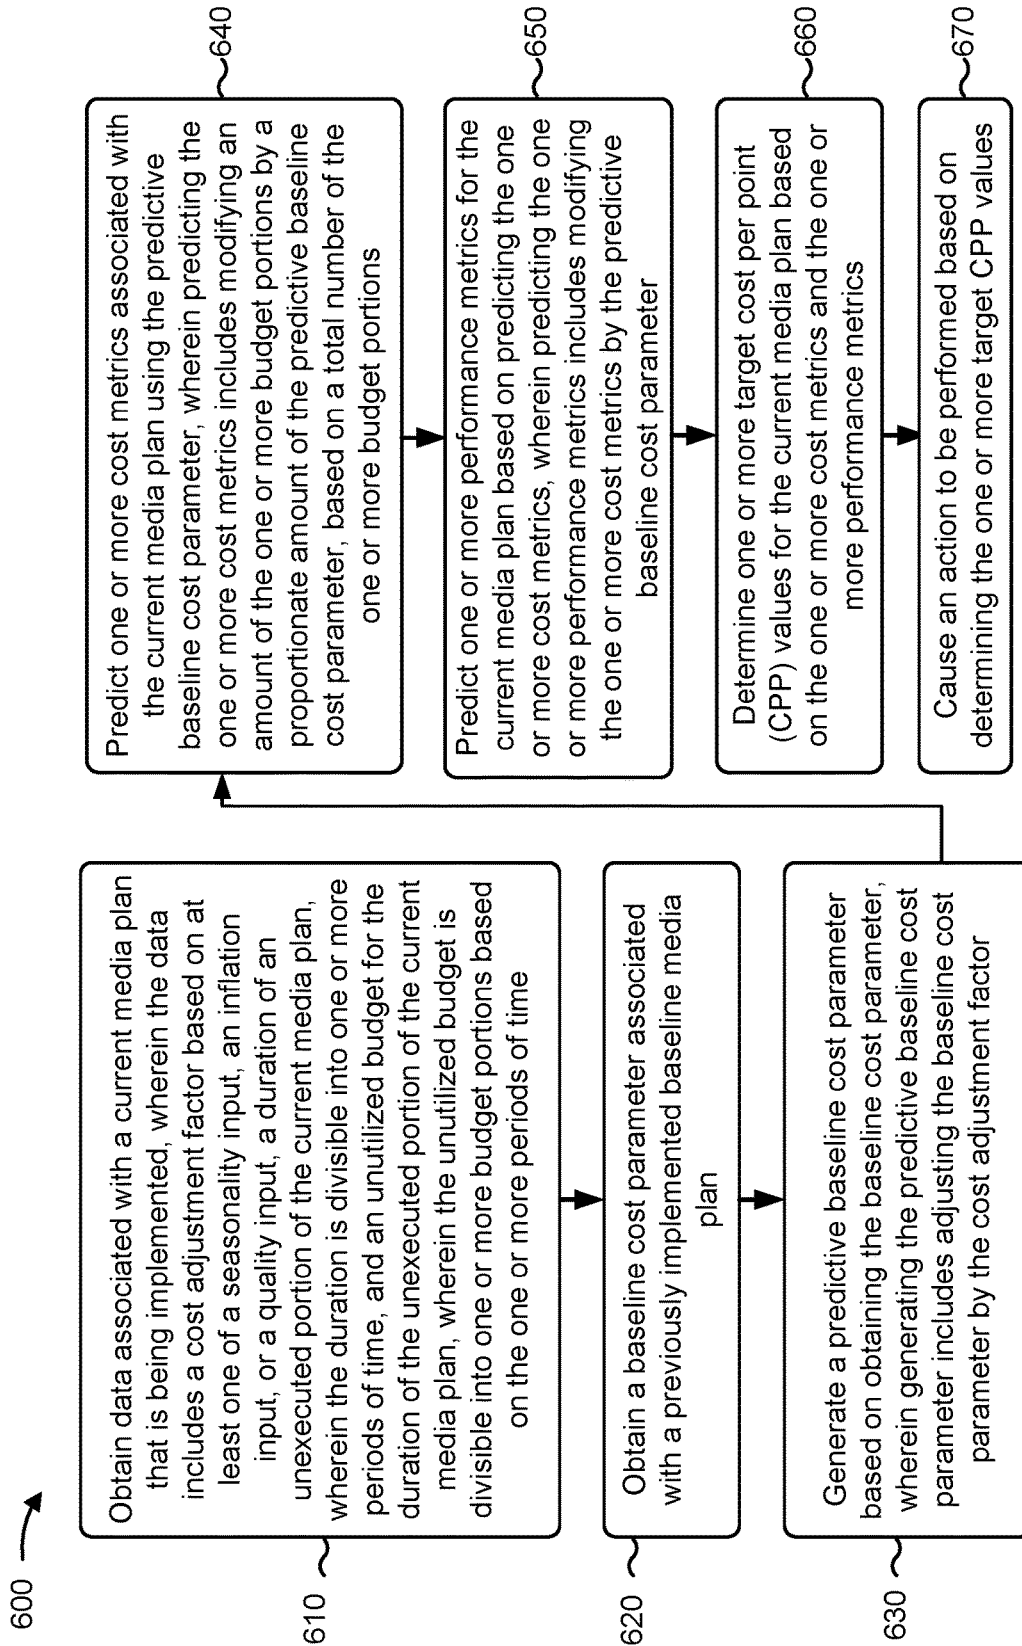 600
610
Obtain data associated with a current media plan
that is being implemented, wherein the data
includes a cost adjustment factor based on at
least one of a seasonality input, an inflation
input, or a quality input, a duration of an
unexecuted portion of the current media plan,
wherein the duration is divisible into one or more
periods of time, and an unutilized budget for the
duration of the unexecuted portion of the current
media plan, wherein the unutilized budget is
divisible into one or more budget portions based
on the one or more periods of time
620
Obtain a baseline cost parameter associated
with a previously implemented baseline media
plan
630
Generate a predictive baseline cost parameter
based on obtaining the baseline cost parameter,
wherein generating the predictive baseline cost
parameter includes adjusting the baseline cost
parameter by the cost adjustment factor
640
Predict one or more cost metrics associated with
the current media plan using the predictive
baseline cost parameter, wherein predicting the
one or more cost metrics includes modifying an
amount of the one or more budget portions by a
proportionate amount of the predictive baseline
cost parameter, based on a total number of the
one or more budget portions
650
Predict one or more performance metrics for the
current media plan based on predicting the one
or more cost metrics, wherein predicting the one
or more performance metrics includes modifying
the one or more cost metrics by the predictive
baseline cost parameter
660
Determine one or more target cost per point
(CPP) values for the current media plan based
on the one or more cost metrics and the one or
more performance metrics
670
Cause an action to be performed based on
determining the one or more target CPP values